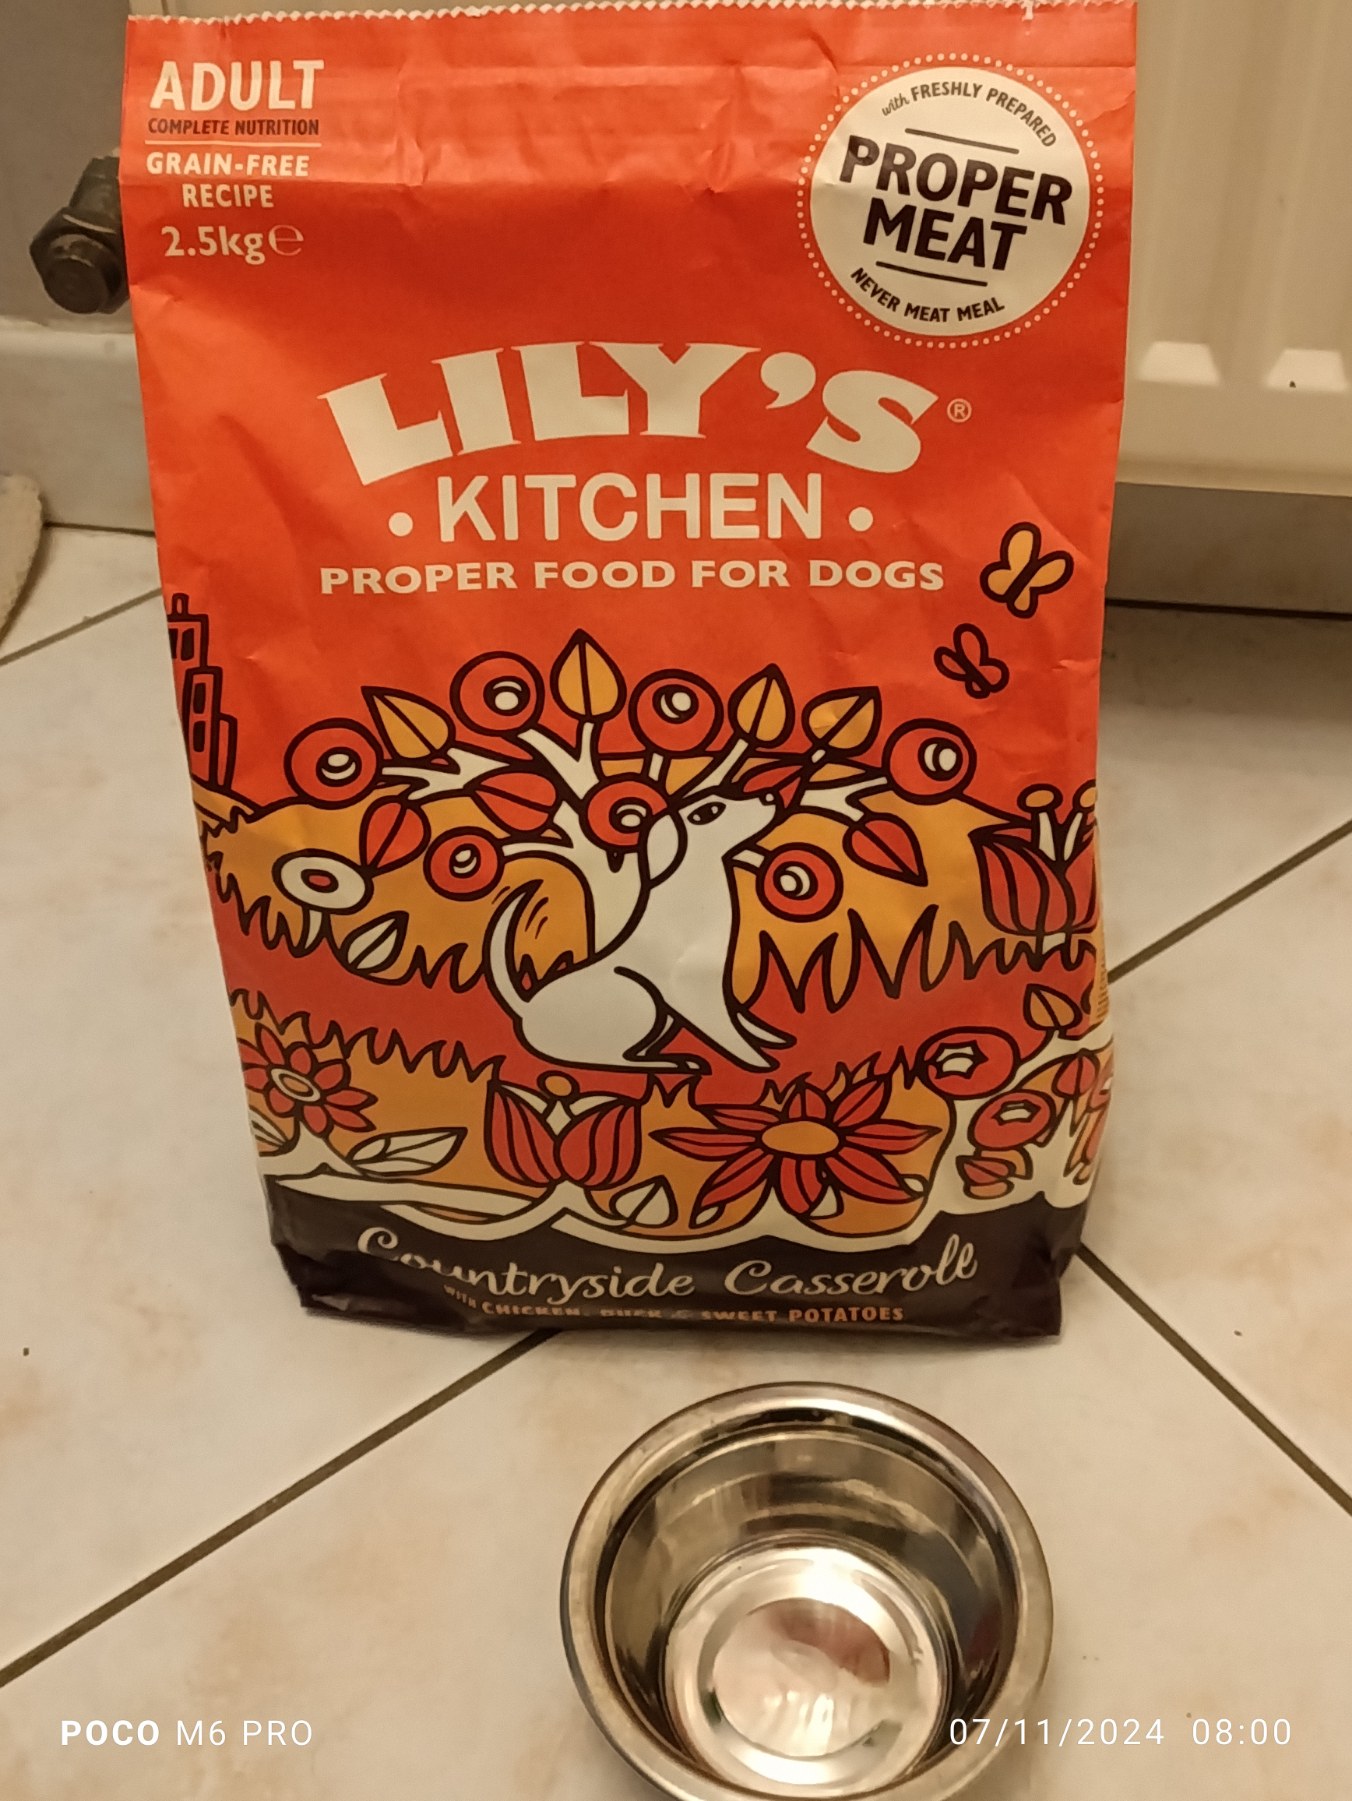 ADULT
COMPLETE NUTRITION
GRAIN-FREE
RECIPE
2.5kg℮
with FRESHLY PREPARED
PROPER
MEAT
NEVER MEAT MEAL
LILY'S®
• KITCHEN •
PROPER FOOD FOR DOGS
Countryside Casserole
WITH CHICKEN, DUCK & SWEET POTATOES
POCO M6 PRO
07/11/2024 08:00